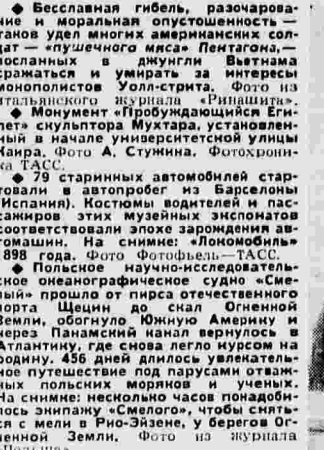 ◆ Бесславная гибель, разочарова-
ние и моральная опустошенность —
таков удел многих американских сол-
дат — «пушечного мяса» Пентагона,—
посланных в джунгли Вьетнама
сражаться и умирать за интересы
монополистов Уолл-стрита. Фото из
итальянского журнала «Ринашита».
◆ Монумент «Пробуждающийся Еги-
пет» скульптора Мухтара, установлен-
ный в начале университетской улицы
Каира. Фото А. Стужина. Фотохрони-
ка ТАСС.
◆ 79 старинных автомобилей стар-
товали в автопробег из Барселоны
(Испания). Костюмы водителей и пас-
сажиров этих музейных экспонатов
соответствовали эпохе зарождения ав-
томашин. На снимке: «Локомобиль»
1898 года. Фото Фотофьель—ТАСС.
◆ Польское научно-исследователь-
ское океанографическое судно «Сме-
лый» прошло от пирса отечественного
порта Щецин до скал Огненной
Земли, обогнуло Южную Америку и
через Панамский Канал вернулось в
Атлантику, где снова легло курсом на
родину. 456 дней длилось увлекатель-
ное путешествие под парусами отваж-
ных польских моряков и ученых.
На снимке: несколько часов понадоби-
лось экипажу «Смелого», чтобы снять-
ся с мели в Рио-Эйзене, у берегов Ог-
ненной Земли. Фото из журнала
«Польша».